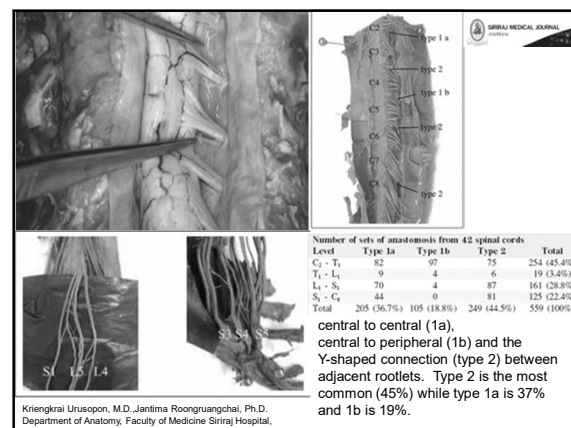 SIRIRAJ MEDICAL JOURNAL
C2
type 1 a
C3
type 2
C4
type 1 b
C5
type 2
C6
C7
C8
type 2
S1 L5 L4
S3 S4 S5
Number of sets of anastomosis from 42 spinal cords
Level Type 1a Type 1b Type 2 Total
C2 - T1 82 97 75 254 (45.4%
T1 - L1 9 4 6 19 (3.4%)
L1 - S1 70 4 87 161 (28.8%
S1 - C0 44 0 81 125 (22.4%
Total 205 (36.7%) 105 (18.8%) 249 (44.5%) 559 (100%
central to central (1a),
central to peripheral (1b) and the
Y-shaped connection (type 2) between
adjacent rootlets. Type 2 is the most
common (45%) while type 1a is 37%
and 1b is 19%.
Kriengkrai Urusopon, M.D.,Jantima Roongruangchai, Ph.D.
Department of Anatomy, Faculty of Medicine Siriraj Hospital,